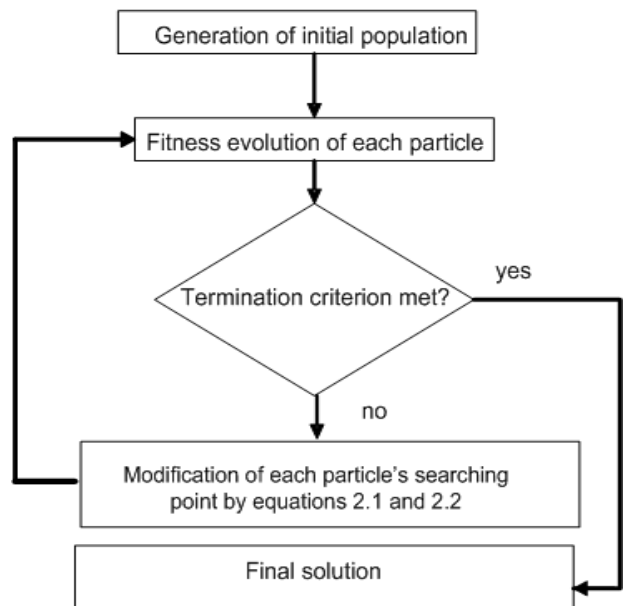 Generation of initial population
Fitness evolution of each particle
Termination criterion met?
yes
no
Modification of each particle's searching
point by equations 2.1 and 2.2
Final solution